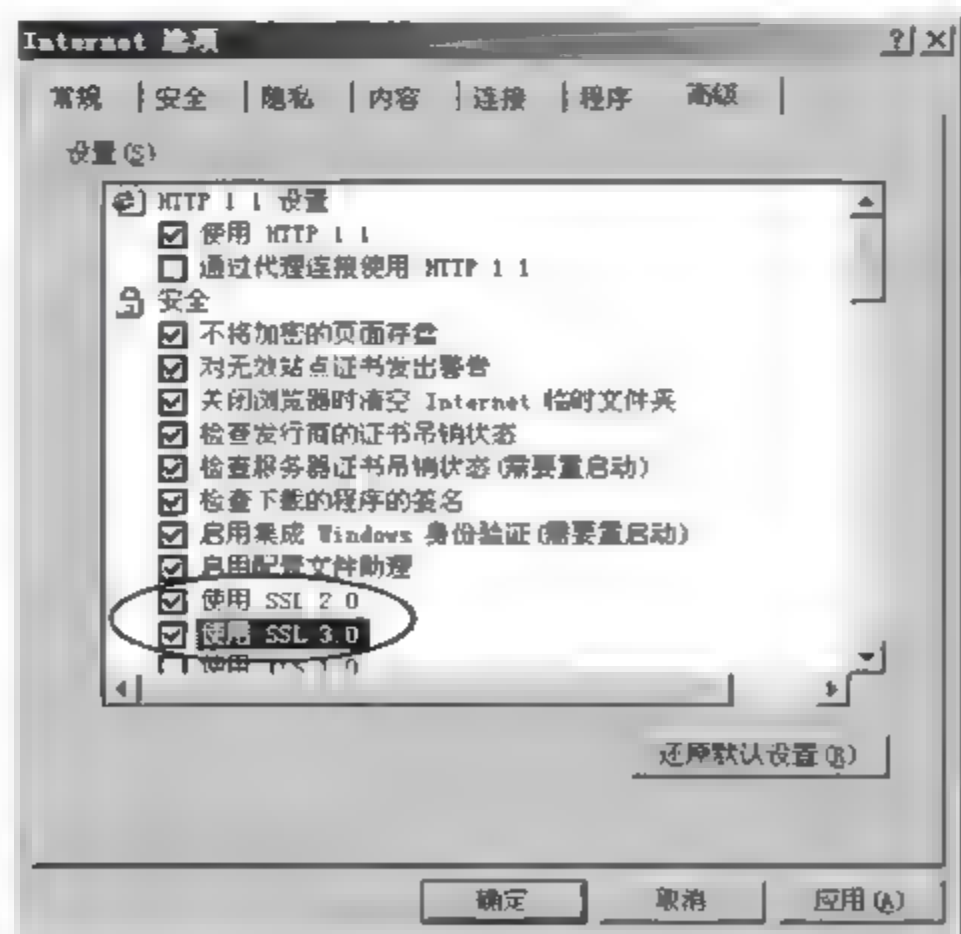 Internet 选项
常规 安全 隐私 内容 连接 程序 高级
设置(S)
HTTP 1 1 设置
使用 HTTP 1 1
通过代理连接使用 HTTP 1 1
安全
不将加密的页面存盘
对无效站点证书发出警告
关闭浏览器时清空 Internet 临时文件夹
检查发行商的证书吊销状态
检查服务器证书吊销状态(需要重启动)
检查下载的程序的签名
启用集成 Windows 身份验证(需要重启动)
启用配置文件助理
使用 SSL 2 0
使用 SSL 3.0
使用
还原默认设置(R)
确定 取消 应用(A)